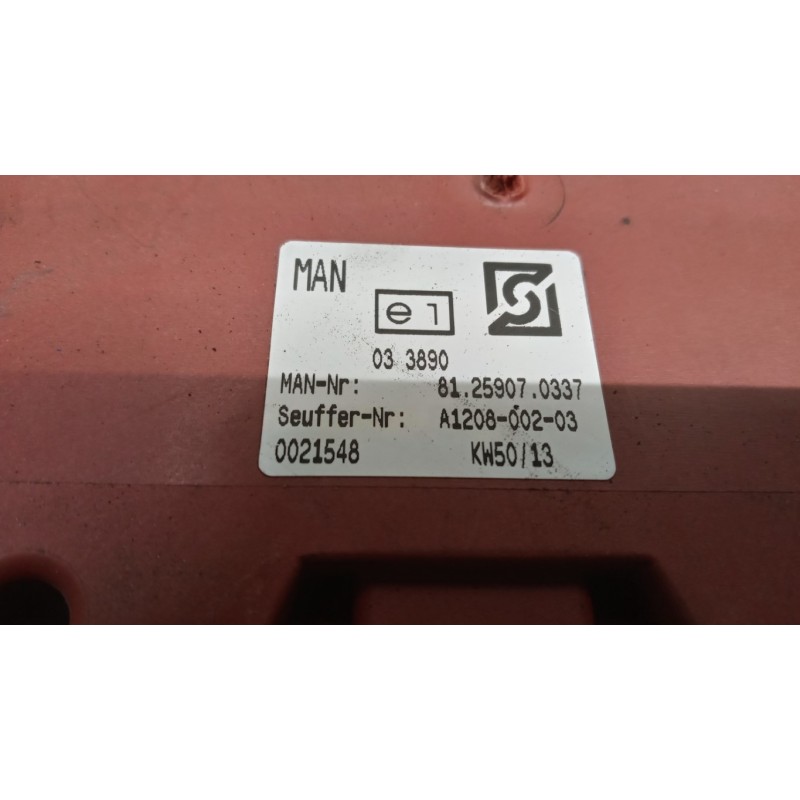 MAN
e1
03 3890
MAN-Nr: 81.25907.0337
Seuffer-Nr: A1208-002-03
0021548 KW50/13